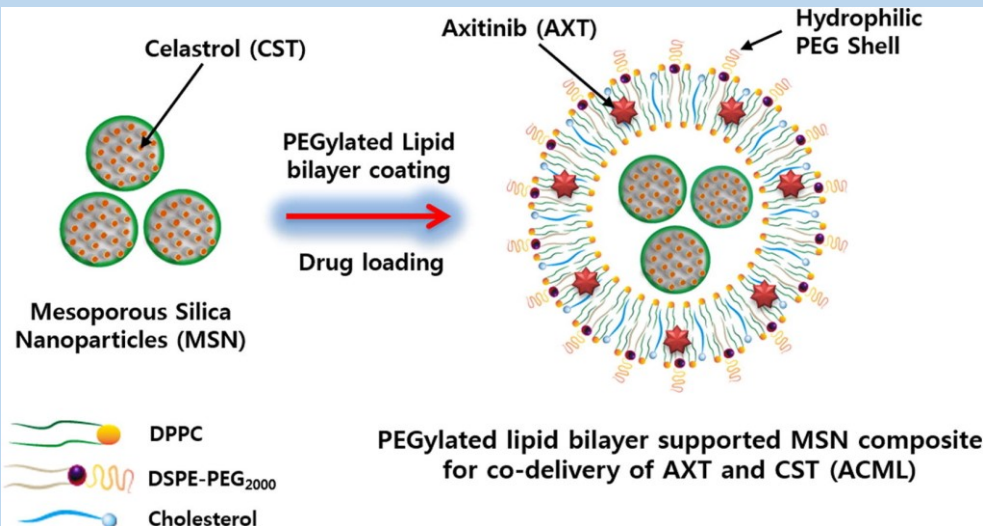 Celastrol (CST)
Axitinib (AXT)
Hydrophilic
PEG Shell
PEGylated Lipid
bilayer coating
Drug loading
Mesoporous Silica
Nanoparticles (MSN)
DPPC
DSPE-PEG2000
Cholesterol
PEGylated lipid bilayer supported MSN composite
for co-delivery of AXT and CST (ACML)